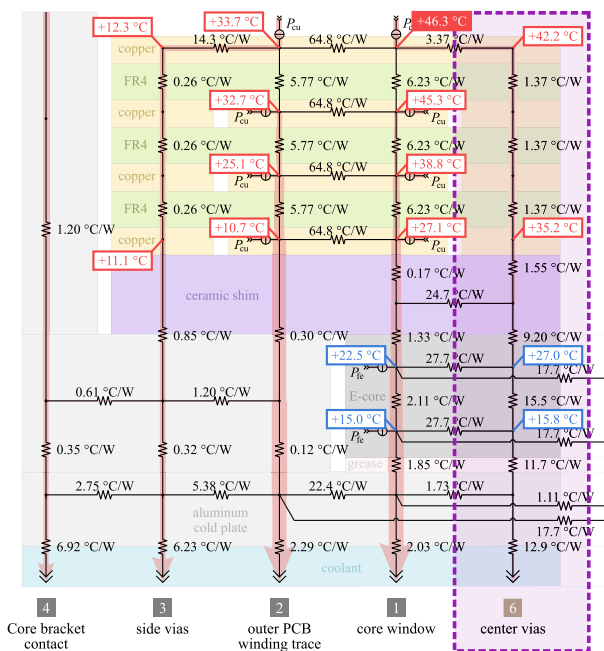 +12.3 °C
+33.7 °C
Pcu
Pcu
+46.3 °C
+42.2 °C
14.3 °C/W
64.8 °C/W
3.37 °C/W
copper
FR4
0.26 °C/W
5.77 °C/W
6.23 °C/W
1.37 °C/W
+32.7 °C
+45.3 °C
copper
Pcu
64.8 °C/W
Pcu
FR4
0.26 °C/W
5.77 °C/W
6.23 °C/W
1.37 °C/W
+25.1 °C
+38.8 °C
copper
Pcu
64.8 °C/W
Pcu
FR4
0.26 °C/W
5.77 °C/W
6.23 °C/W
1.37 °C/W
1.20 °C/W
+10.7 °C
+27.1 °C
+35.2 °C
copper
Pcu
64.8 °C/W
Pcu
+11.1 °C
0.17 °C/W
1.55 °C/W
ceramic shim
24.7 °C/W
0.85 °C/W
0.30 °C/W
1.33 °C/W
9.20 °C/W
+22.5 °C
27.7 °C/W
+27.0 °C
Pfe
17.7 °C/W
0.61 °C/W
1.20 °C/W
E-core
2.11 °C/W
15.5 °C/W
+15.0 °C
27.7 °C/W
+15.8 °C
Pfe
17.7 °C/W
0.35 °C/W
0.32 °C/W
0.12 °C/W
grease
1.85 °C/W
11.7 °C/W
2.75 °C/W
5.38 °C/W
22.4 °C/W
1.73 °C/W
1.11 °C/W
aluminum
cold plate
17.7 °C/W
6.92 °C/W
6.23 °C/W
2.29 °C/W
2.03 °C/W
12.9 °C/W
coolant
4
3
2
1
6
Core bracket
contact
side vias
outer PCB
winding trace
core window
center vias